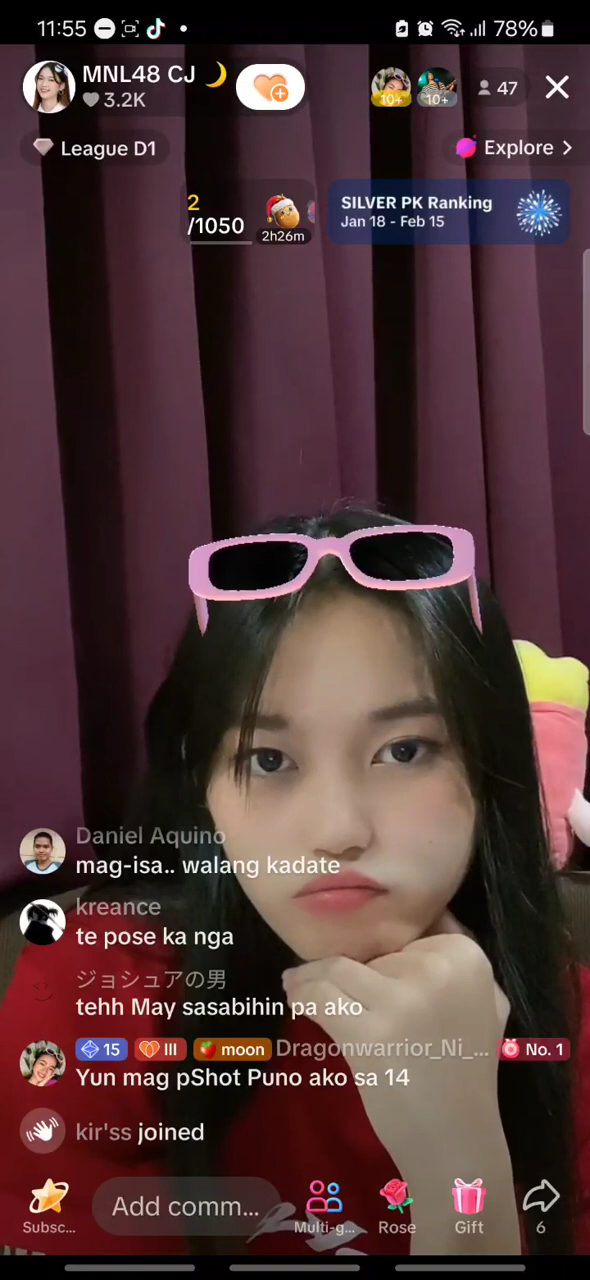 11:55
78%
MNL48 CJ 🌙
3.2K
10+
10+
47
League D1
Explore
2
/1050
2h26m
SILVER PK Ranking
Jan 18 - Feb 15
Daniel Aquino
mag-isa.. walang kadate
kreance
te pose ka nga
ジョシュアの男
tehh May sasabihin pa ako
15 III moon Dragonwarrior_Ni_... No. 1
Yun mag pShot Puno ako sa 14
kir'ss joined
Add comm...
Subsc...
Multi-g...
Rose
Gift
6